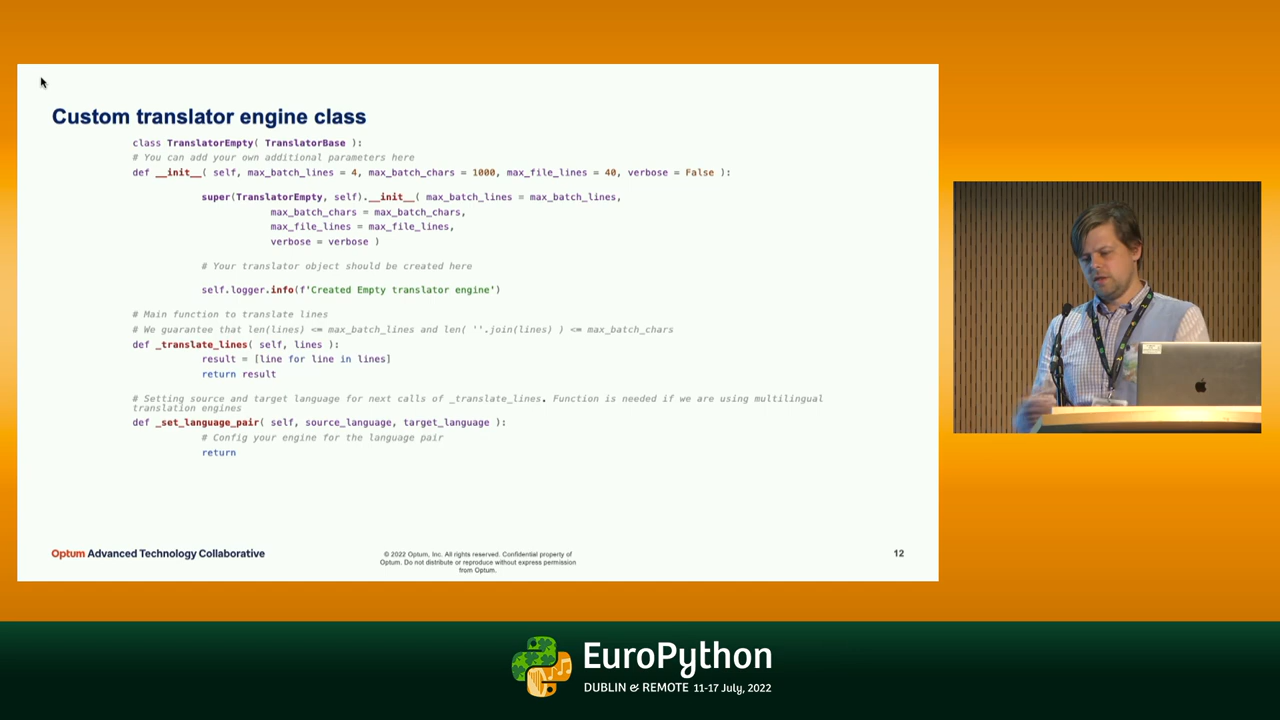 Custom translator engine class
class TranslatorEmpty( TranslatorBase ):
# You can add your own additional parameters here
def __init__( self, max_batch_lines = 4, max_batch_chars = 1000, max_file_lines = 40, verbose = False ):
super(TranslatorEmpty, self).__init__( max_batch_lines = max_batch_lines,
max_batch_chars = max_batch_chars,
max_file_lines = max_file_lines,
verbose = verbose )
# Your translator object should be created here
self.logger.info(f'Created Empty translator engine')
# Main function to translate lines
# We guarantee that len(lines) <= max_batch_lines and len( ''.join(lines) ) <= max_batch_chars
def _translate_lines( self, lines ):
result = [line for line in lines]
return result
# Setting source and target language for next calls of _translate_lines. Function is needed if we are using multilingual
translation engines
def _set_language_pair( self, source_language, target_language ):
# Config your engine for the language pair
return
Optum Advanced Technology Collaborative
© 2022 Optum, Inc. All rights reserved. Confidential property of
Optum. Do not distribute or reproduce without express permission
from Optum.
12
EuroPython
DUBLIN & REMOTE 11-17 July, 2022